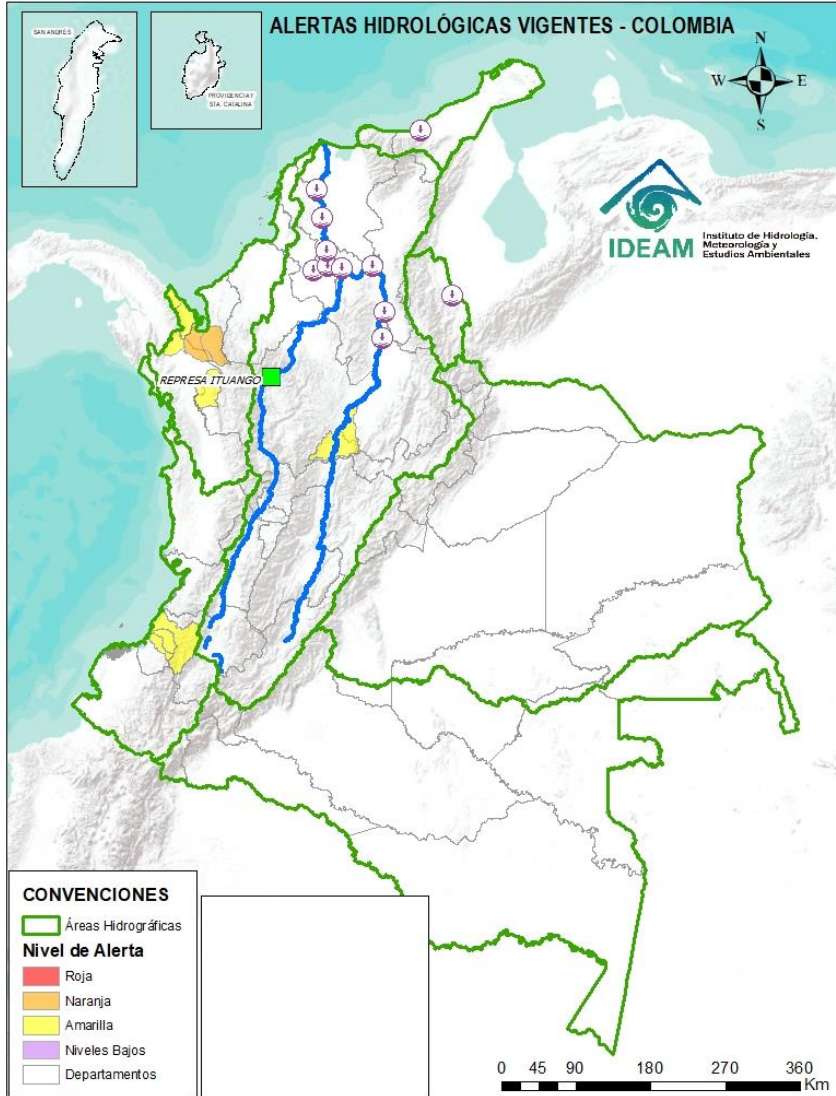 ALERTAS HIDROLÓGICAS VIGENTES - COLOMBIA
SAN ANDRES
PROVIDENCIA Y
STA. CATALINA
N
W
E
S
IDEAM
Instituto de Hidrología,
Meteorología y
Estudios Ambientales
REPRESA ITUANGO
CONVENCIONES
Áreas Hidrográficas
Nivel de Alerta
Roja
Naranja
Amarilla
Niveles Bajos
Departamentos
0 45 90 180 270 360
Km